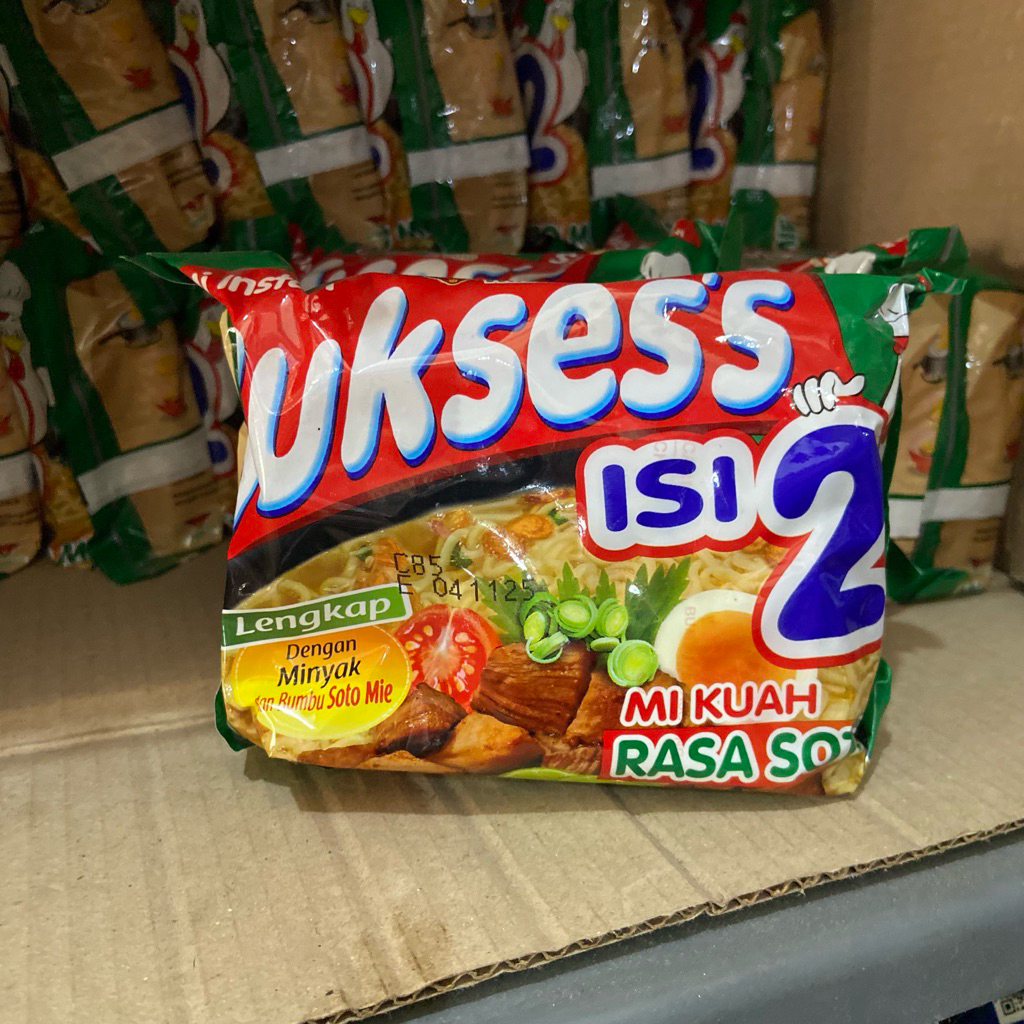 ukses's
ISI 2
C85
E 041125
Lengkap
Dengan
Minyak
Bumbu Soto Mie
MI KUAH
RASA SO